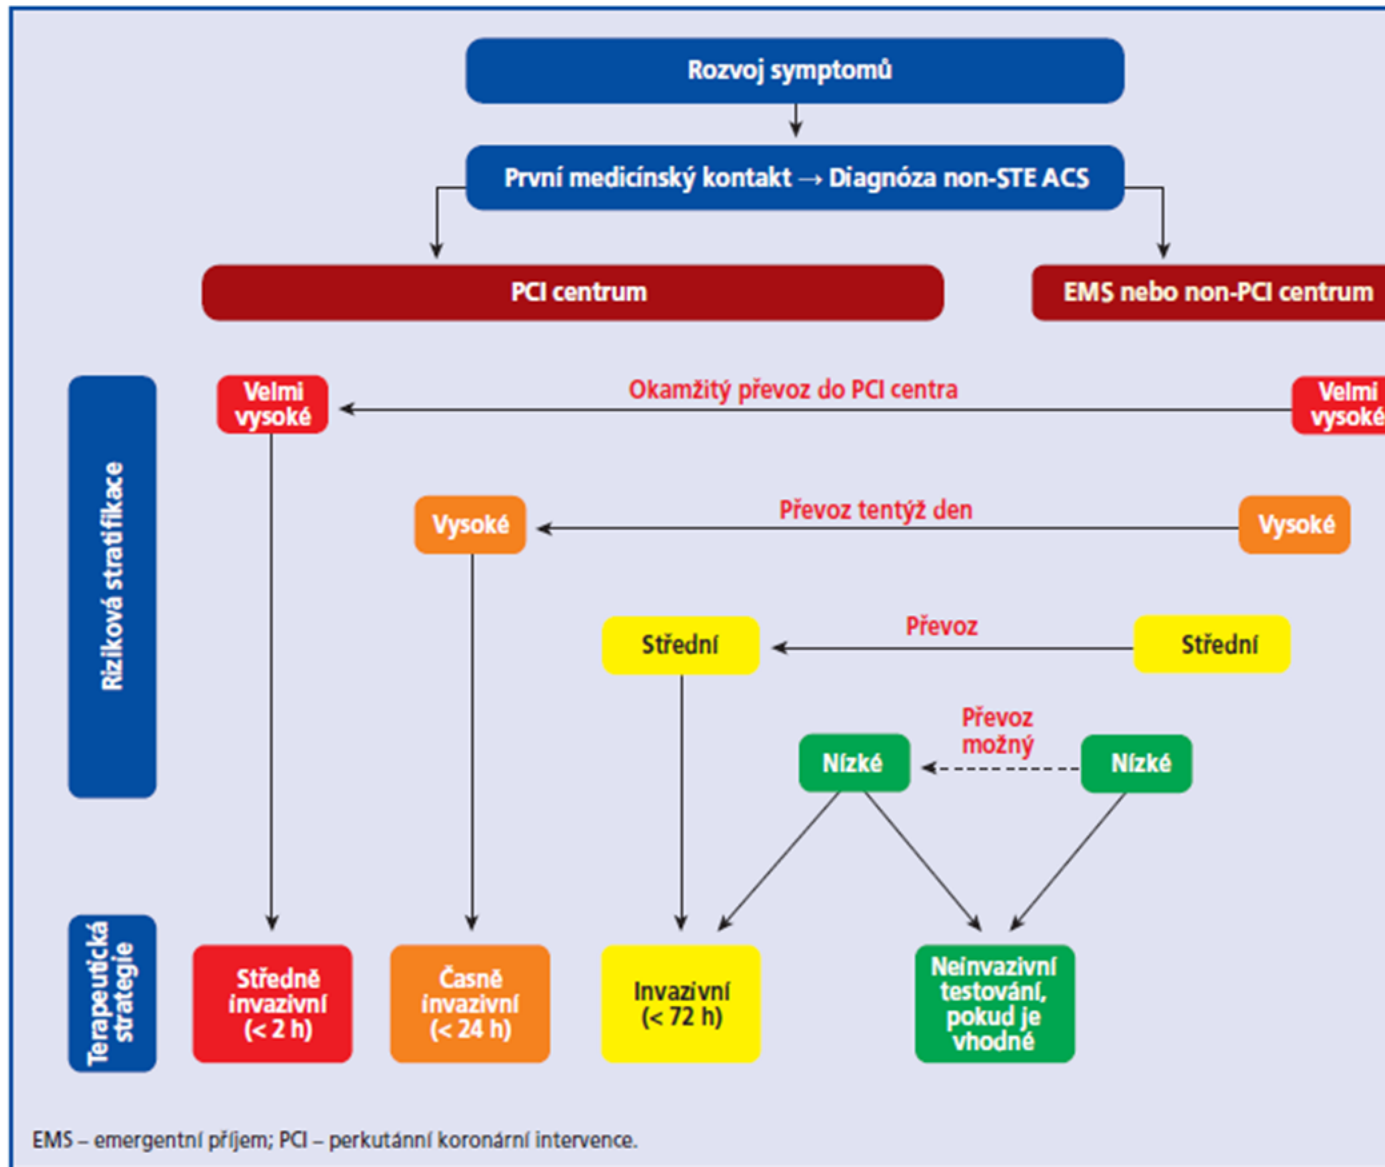 Rozvoj symptomů
První medicínský kontakt → Diagnóza non-STE ACS
PCI centrum
EMS nebo non-PCI centrum
Riziková stratifikace
Velmi
vysoké
Okamžitý převoz do PCI centra
Velmi
vysoké
Vysoké
Převoz tentýž den
Vysoké
Střední
Převoz
Střední
Nízké
Převoz
možný
Nízké
Terapeutická
strategie
Středně
invazivní
(< 2 h)
Časně
invazivní
(< 24 h)
Invazívní
(< 72 h)
Neinvazivní
testování,
pokud je
vhodné
EMS – emergentní příjem; PCI – perkutánní koronární intervence.